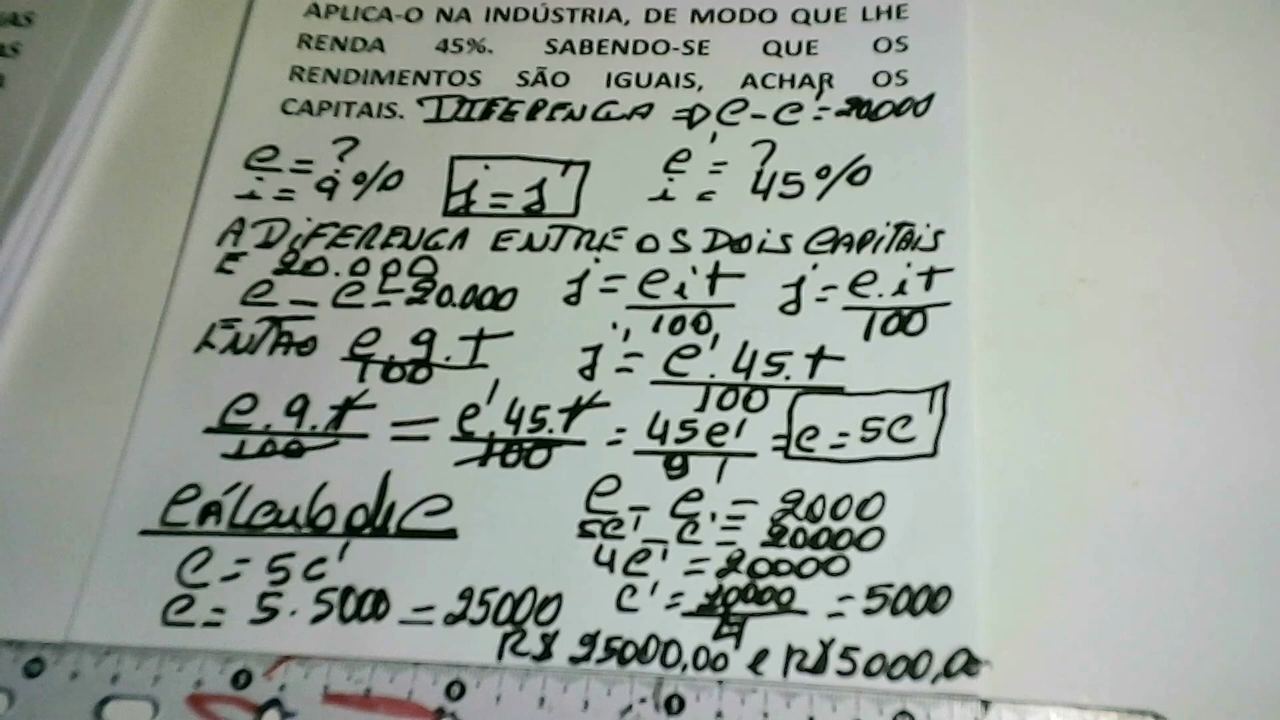 APLICA-O NA INDÚSTRIA, DE MODO QUE LHE
RENDA 45%. SABENDO-SE QUE OS
RENDIMENTOS SÃO IGUAIS, ACHAR OS
CAPITAIS. DIFERENÇA => C - C' = 20000
C = ? C' = ?
i = 9% j = j' i = 45%
A DIFERENÇA ENTRE OS DOIS CAPITAIS
E 20.000
C - C' = 20.000 j = c i t / 100 j = c.i t / 100
ENTÃO c.9.t / 100 j' = c'.45.t / 100
c.9.t / 100 = c'.45.t / 100 = 45c' / 9 = c = 5c'
CÁLCULO de C
C - C' = 2000
5c' - c' = 20000
C = 5c' 4c' = 20000
C = 5.5000 = 25000 c' = 20000 / 4 = 5000
R$ 25000,00 e R$ 5000,00